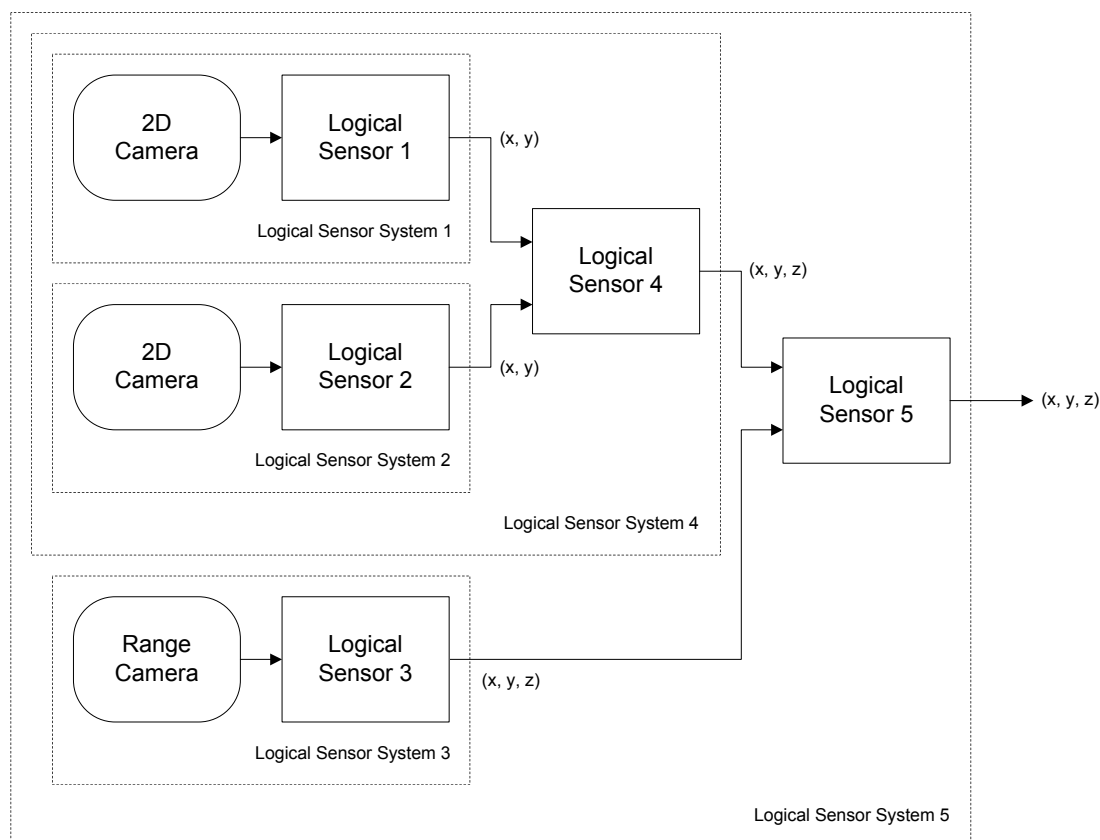 2D
Camera
Logical
Sensor 1
(x, y)
Logical Sensor System 1
2D
Camera
Logical
Sensor 2
(x, y)
Logical Sensor System 2
Logical
Sensor 4
(x, y, z)
Logical Sensor System 4
Range
Camera
Logical
Sensor 3
(x, y, z)
Logical Sensor System 3
Logical
Sensor 5
(x, y, z)
Logical Sensor System 5